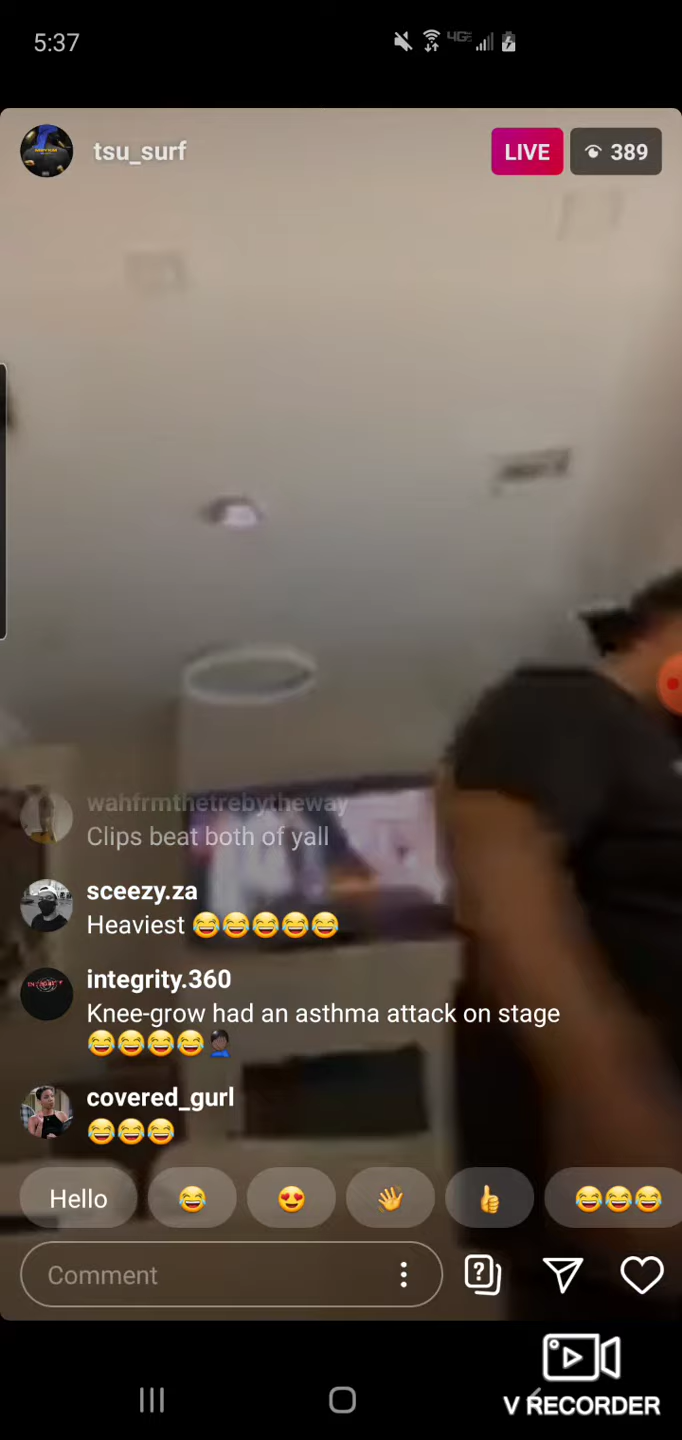 5:37
4GE
tsu_surf
LIVE
389
wahfrmthetrebytheway
Clips beat both of yall
sceezy.za
Heaviest 😂😂😂😂😂
integrity.360
Knee-grow had an asthma attack on stage
😂😂😂😂🤦🏿‍♂️
covered_gurl
😂😂😂
Hello 😂 😍 👋 👍 😂😂😂
Comment
V RECORDER